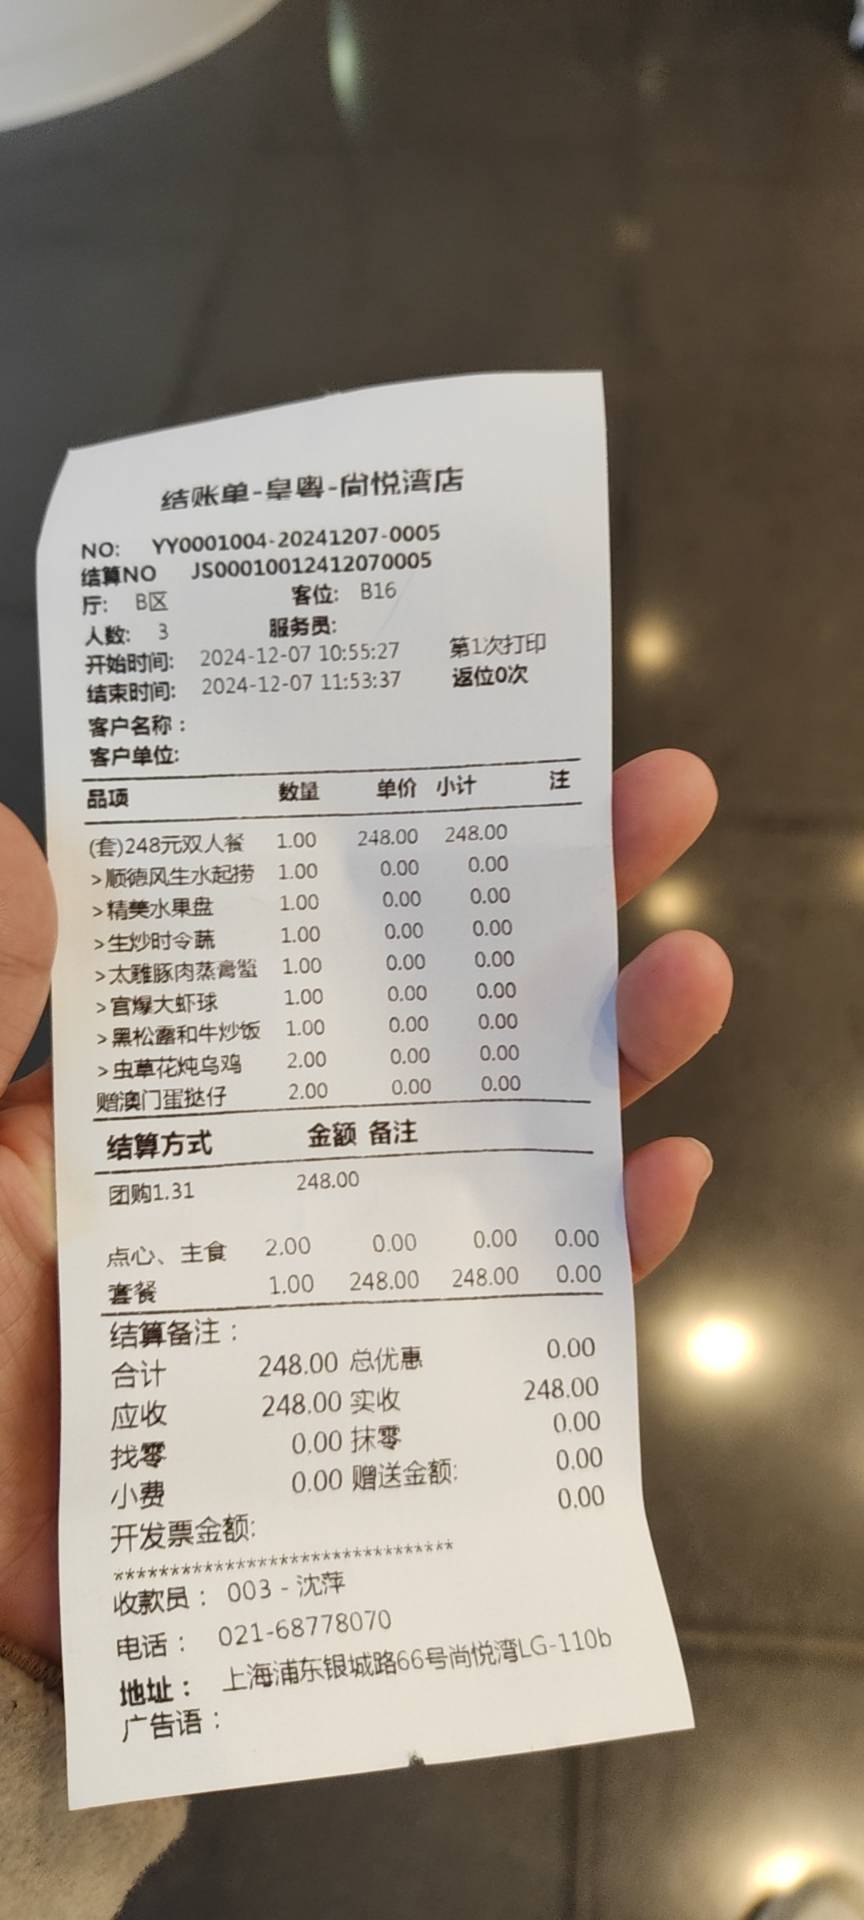 结账单-皇粤-尚悦湾店
NO: YY0001004-20241207-0005
结算NO JS00010012412070005
厅: B区 客位: B16
人数: 3 服务员:
开始时间: 2024-12-07 10:55:27 第1次打印
结束时间: 2024-12-07 11:53:37 返位0次
客户名称:
客户单位:
品项 数量 单价 小计 注
(套)248元双人餐 1.00 248.00 248.00
>顺德风生水起捞 1.00 0.00 0.00
>精美水果盘 1.00 0.00 0.00
>生炒时令蔬 1.00 0.00 0.00
>太雞豚肉蒸膏蟹 1.00 0.00 0.00
>宫爆大虾球 1.00 0.00 0.00
>黑松露和牛炒饭 1.00 0.00 0.00
>虫草花炖乌鸡 2.00 0.00 0.00
赠澳门蛋挞仔 2.00 0.00 0.00
结算方式 金额 备注
团购1.31 248.00
点心、主食 2.00 0.00 0.00 0.00
套餐 1.00 248.00 248.00 0.00
结算备注:
合计 248.00 总优惠 0.00
应收 248.00 实收 248.00
找零 0.00 抹零 0.00
小费 0.00 赠送金额: 0.00
开发票金额: 0.00
******************************
收款员: 003 - 沈萍
电话: 021-68778070
地址: 上海浦东银城路66号尚悦湾LG-110b
广告语: